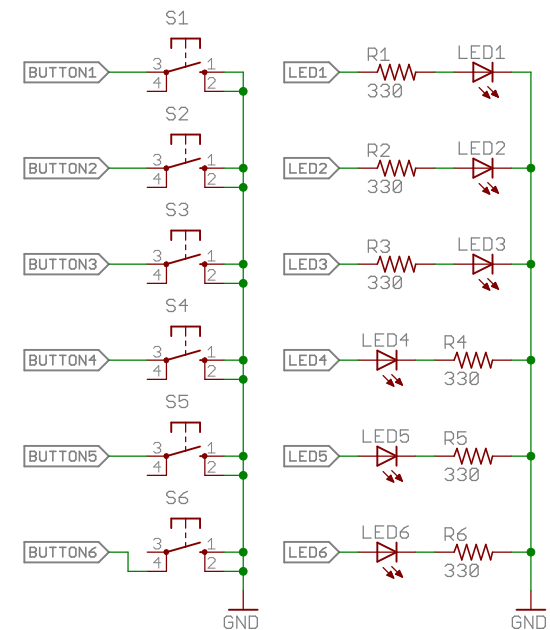 S1
BUTTON1 3 1 4 2
S2
BUTTON2 3 1 4 2
S3
BUTTON3 3 1 4 2
S4
BUTTON4 3 1 4 2
S5
BUTTON5 3 1 4 2
S6
BUTTON6 3 1 4 2
GND
LED1 R1 330 LED1
LED2 R2 330 LED2
LED3 R3 330 LED3
LED4 LED4 R4 330
LED5 LED5 R5 330
LED6 LED6 R6 330
GND